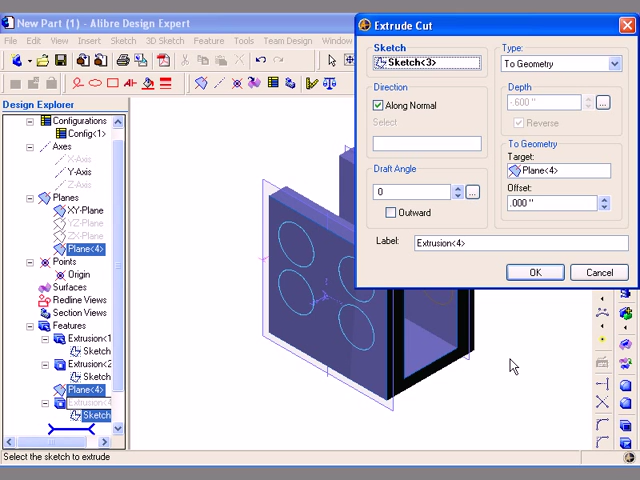 New Part (1) - Alibre Design Expert
File Edit View Insert Sketch 3D Sketch Feature Tools Team Design Window
Design Explorer
Configurations
Config<1>
Axes
X-Axis
Y-Axis
Z-Axis
Planes
XY-Plane
YZ-Plane
ZX-Plane
Plane<4>
Points
Origin
Surfaces
Redline Views
Section Views
Features
Extrusion<1
Sketch
Extrusion<2
Sketch
Plane<4>
Extrusion<4
Sketch
Select the sketch to extrude
Extrude Cut
Sketch
Sketch<3>
Direction
Along Normal
Select
Draft Angle
0
...
Outward
Type:
To Geometry
Depth
-.600 "
...
Reverse
To Geometry
Target:
Plane<4>
Offset:
.000 "
Label:
Extrusion<4>
OK
Cancel